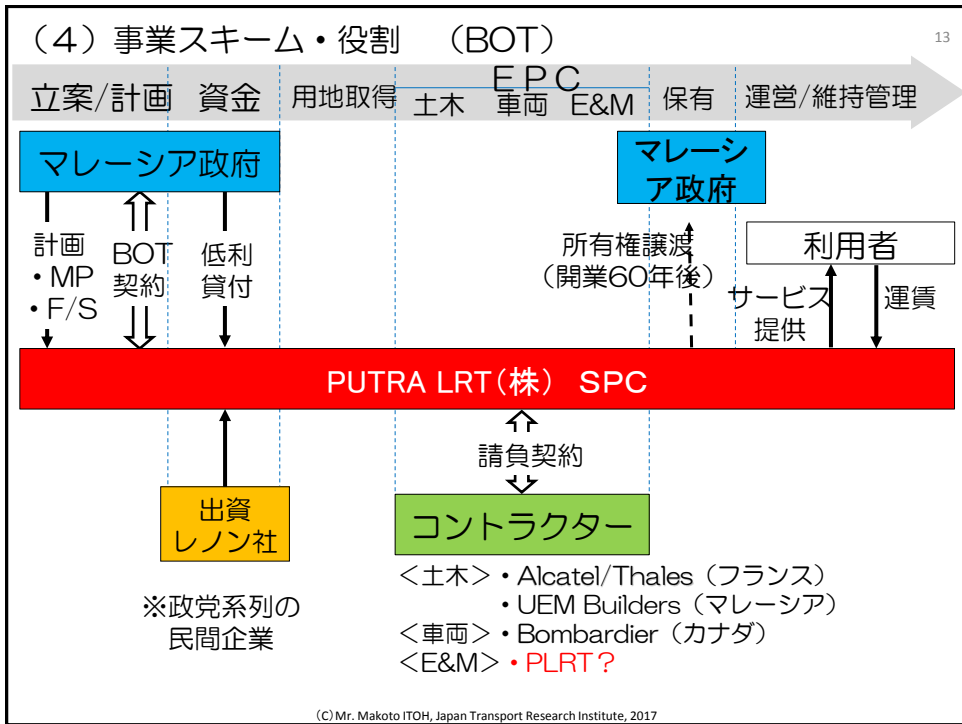 （4）事業スキーム・役割　（BOT）
13
立案/計画
資金
用地取得
EPC
土木
車両
E&M
保有
運営/維持管理
マレーシア政府
マレーシ
ア政府
計画
・MP
・F/S
BOT
契約
低利
貸付
所有権譲渡
（開業60年後）
利用者
サービス
提供
運賃
PUTRA LRT（株） SPC
請負契約
出資
レノン社
コントラクター
※政党系列の
民間企業
＜土木＞・Alcatel/Thales（フランス）
・UEM Builders（マレーシア）
＜車両＞・Bombardier（カナダ）
＜E&M＞・PLRT？
(C) Mr. Makoto ITOH, Japan Transport Research Institute, 2017